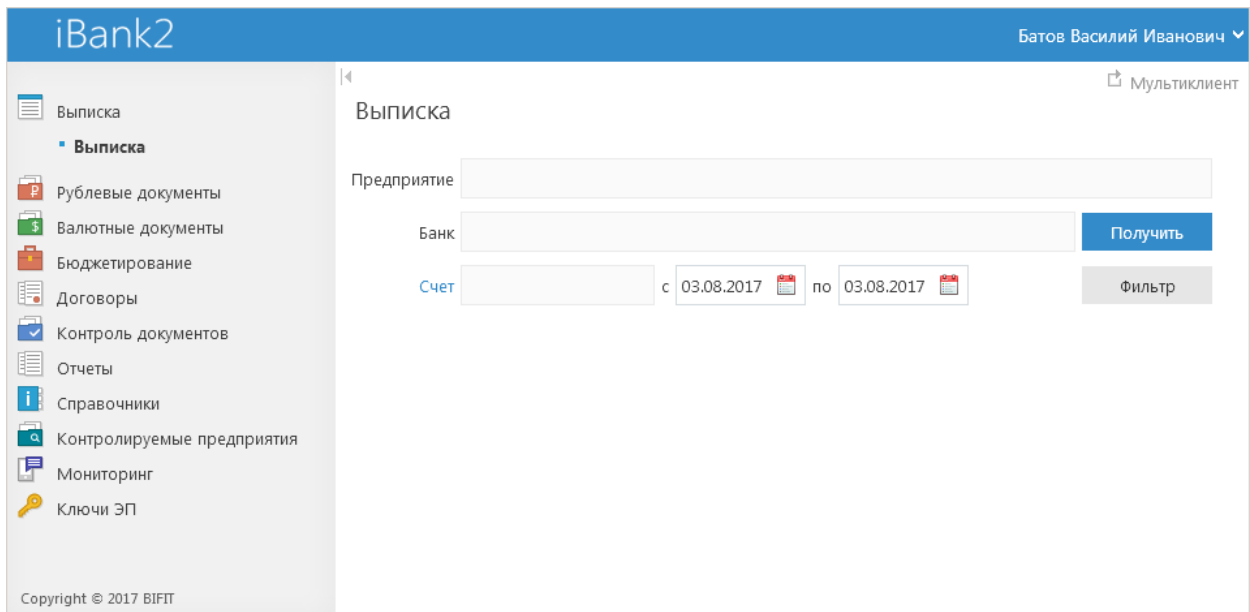 iBank2
Батов Василий Иванович
Мультиклиент
Выписка
Выписка
Рублевые документы
Валютные документы
Бюджетирование
Договоры
Контроль документов
Отчеты
Справочники
Контролируемые предприятия
Мониторинг
Ключи ЭП
Copyright © 2017 BIFIT
Выписка
Предприятие
Банк Получить
Счет с 03.08.2017 по 03.08.2017 Фильтр